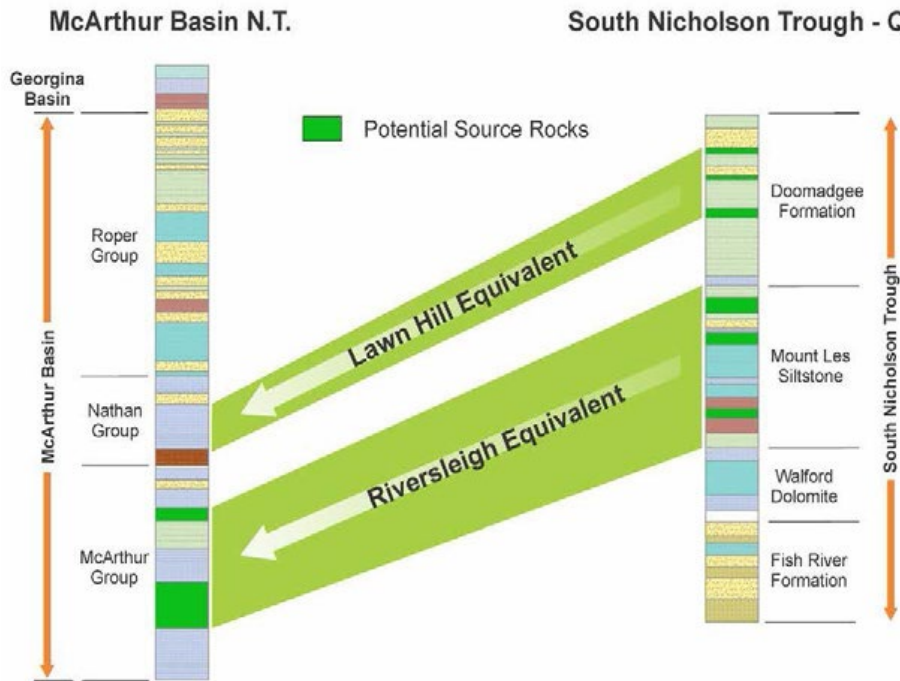 McArthur Basin N.T.
South Nicholson Trough - Q
Georgina
Basin
Potential Source Rocks
Roper
Group
Nathan
Group
McArthur
Group
McArthur Basin
Lawn Hill Equivalent
Riversleigh Equivalent
Doomadgee
Formation
Mount Les
Siltstone
Walford
Dolomite
Fish River
Formation
South Nicholson Trough